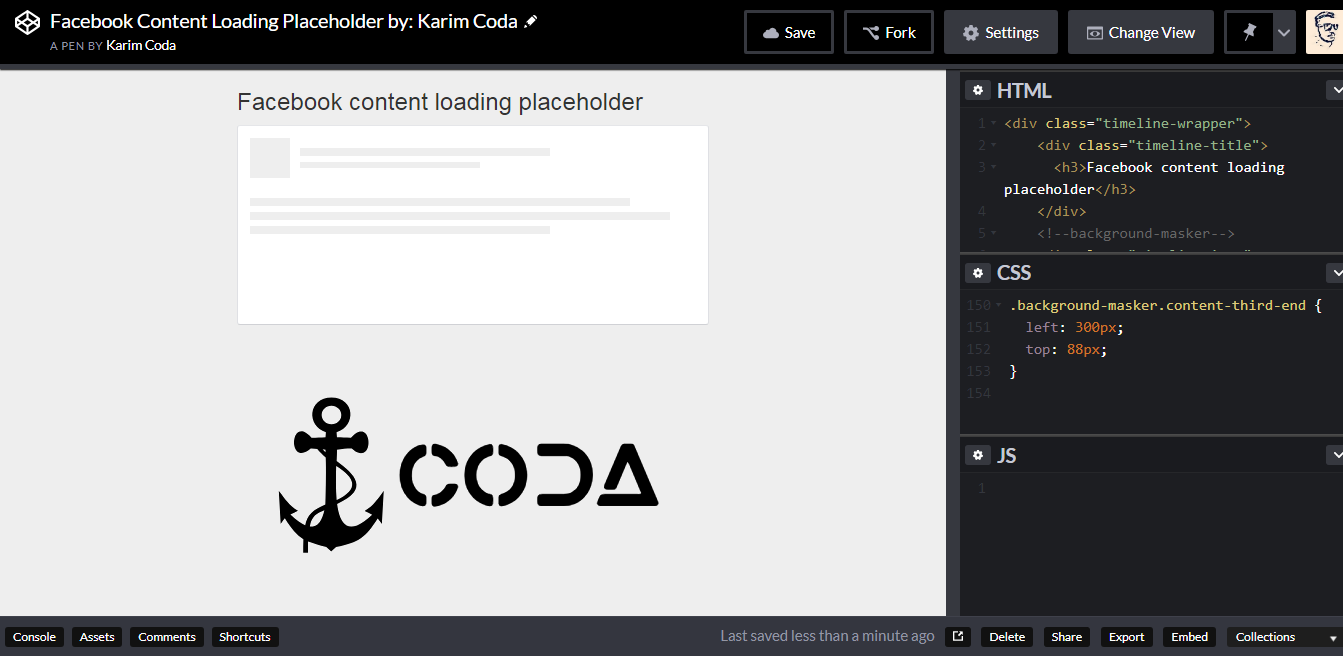 Facebook Content Loading Placeholder by: Karim Coda
A PEN BY Karim Coda
Save
Fork
Settings
Change View
Facebook content loading placeholder
CODA
HTML
1 <div class="timeline-wrapper">
2 <div class="timeline-title">
3 <h3>Facebook content loading
placeholder</h3>
4 </div>
5 <!--background-masker-->
CSS
150 .background-masker.content-third-end {
151 left: 300px;
152 top: 88px;
153 }
154
JS
1
Console Assets Comments Shortcuts
Last saved less than a minute ago
Delete Share Export Embed Collections